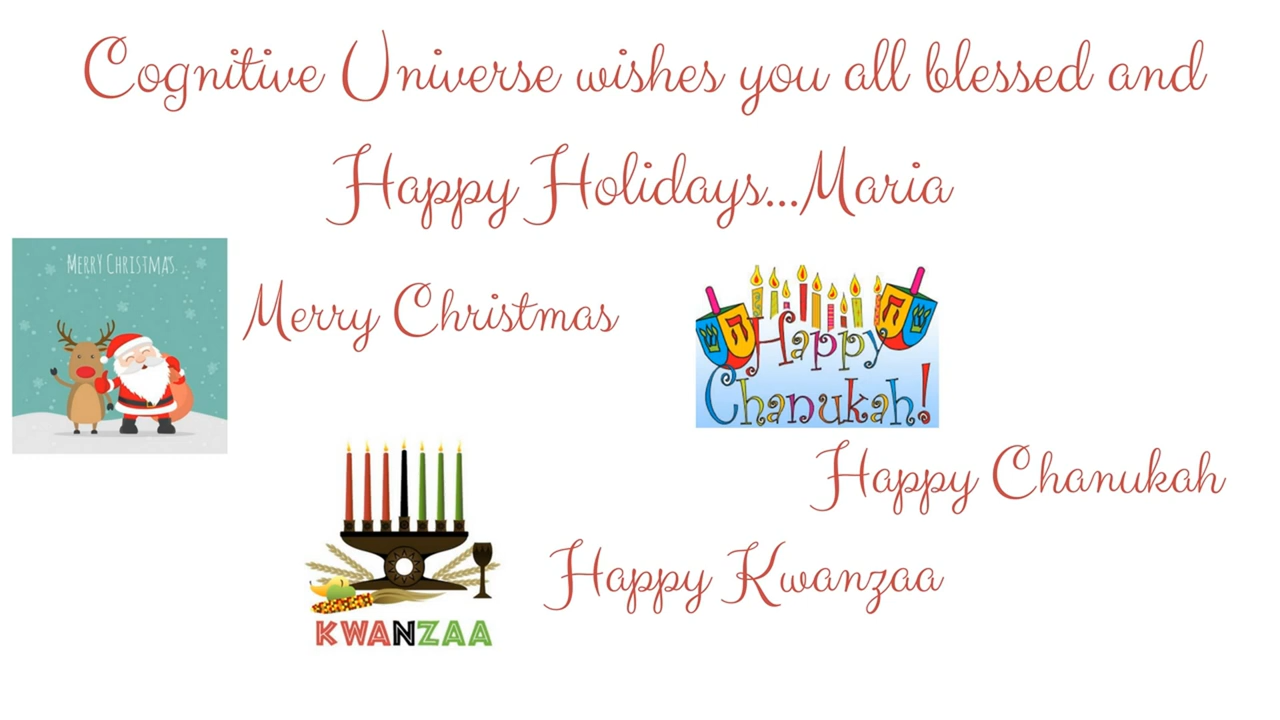 Cognitive Universe wishes you all blessed and
Happy Holidays...Maria
MERRY CHRISTMAS...
Merry Christmas
Happy
Chanukah!
Happy Chanukah
Happy Kwanzaa
KWANZAA